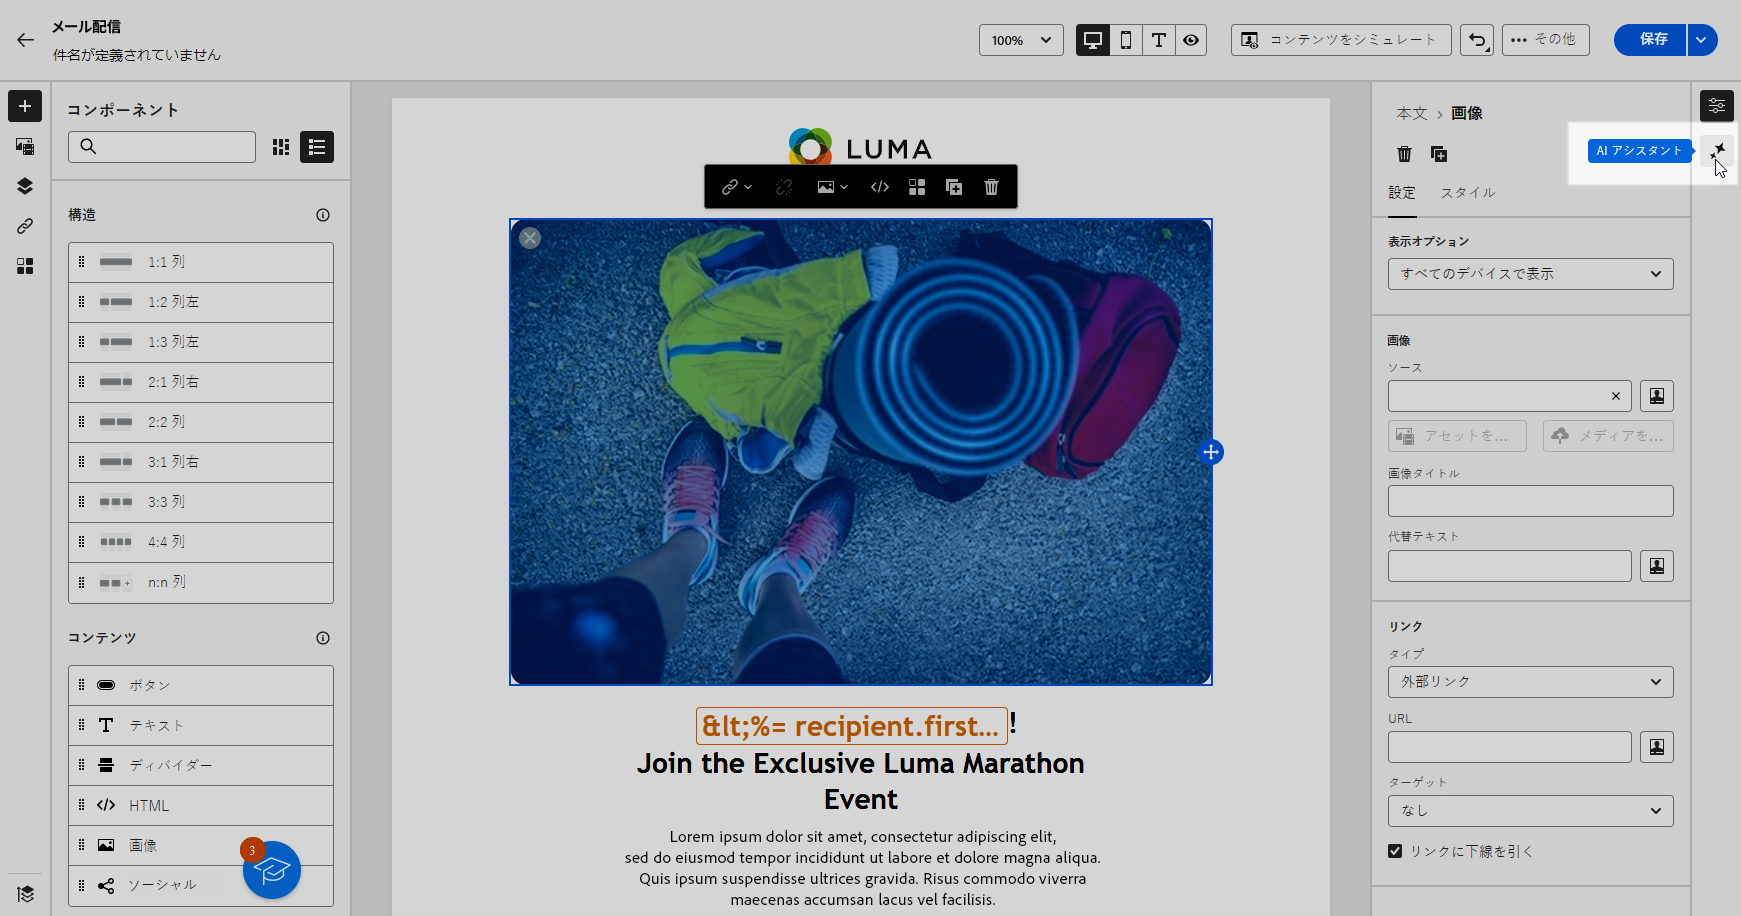 メール配信
件名が定義されていません
100%
コンテンツをシミュレート
その他
保存
コンポーネント
構造
1:1 列
1:2 列左
1:3 列左
2:1 列右
2:2 列
3:1 列右
3:3 列
4:4 列
n:n 列
コンテンツ
ボタン
テキスト
ディバイダー
HTML
画像
ソーシャル
3
LUMA
&lt;%= recipient.first... !
Join the Exclusive Luma Marathon
Event
Lorem ipsum dolor sit amet, consectetur adipiscing elit,
sed do eiusmod tempor incididunt ut labore et dolore magna aliqua.
Quis ipsum suspendisse ultrices gravida. Risus commodo viverra
maecenas accumsan lacus vel facilisis.
本文 > 画像
AI アシスタント
設定 スタイル
表示オプション
すべてのデバイスで表示
画像
ソース
アセットを...
メディアを...
画像タイトル
代替テキスト
リンク
タイプ
外部リンク
URL
ターゲット
なし
リンクに下線を引く